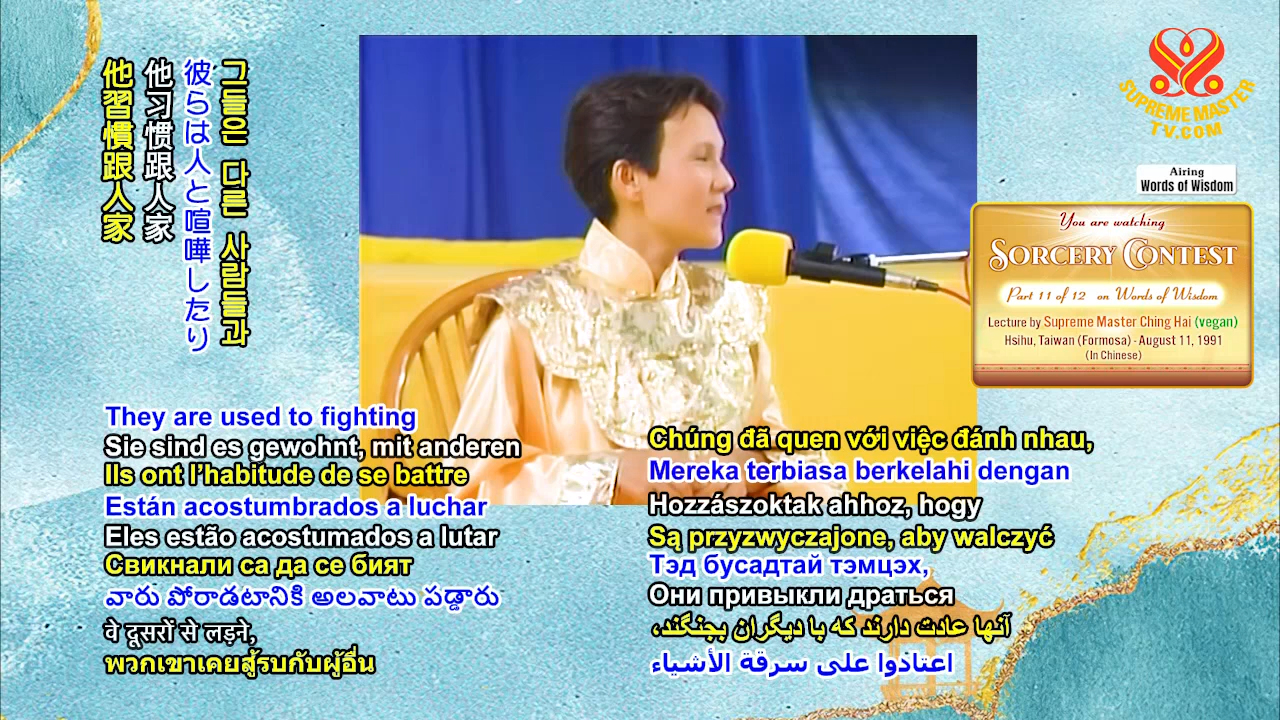 他習慣跟人家
他习惯跟人家
彼らは人と喧嘩したり
그들은 다른 사람들과
SUPREME MASTER
TV.COM
Airing
Words of Wisdom
You are watching
SORCERY CONTEST
Part 11 of 12 on Words of Wisdom
Lecture by Supreme Master Ching Hai (vegan)
Hsihu, Taiwan (Formosa) - August 11, 1991
(In Chinese)
They are used to fighting
Sie sind es gewohnt, mit anderen
Ils ont l’habitude de se battre
Están acostumbrados a luchar
Eles estão acostumados a lutar
Свикнали са да се бият
వారు పోరాడటానికి అలవాటు పడ్డారు
वे दूसरों से लड़ने,
พวกเขาเคยสู้รบกับผู้อื่น
Chúng đã quen với việc đánh nhau,
Mereka terbiasa berkelahi dengan
Hozzászoktak ahhoz, hogy
Są przyzwyczajone, aby walczyć
Тэд бусадтай тэмцэх,
Они привыкли драться
آنها عادت دارند که با دیگران بجنگند،
اعتادوا على سرقة الأشياء